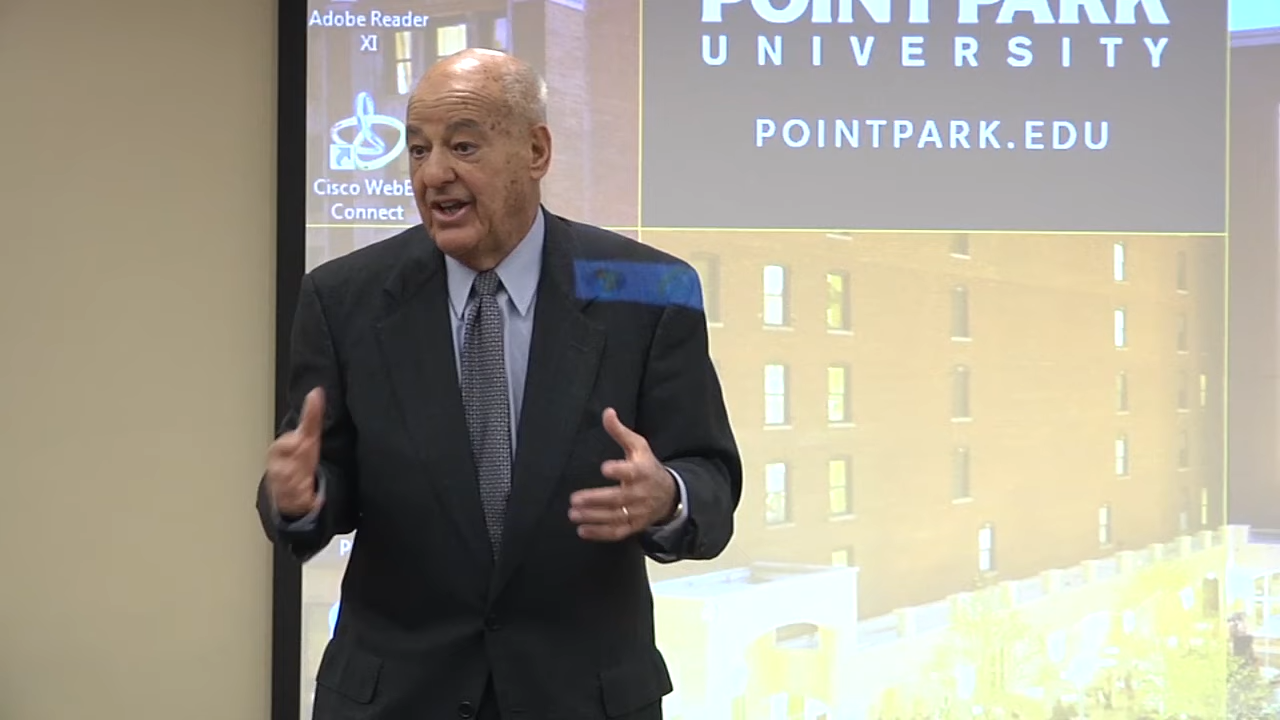 Adobe Reader
XI
POINT PARK
UNIVERSITY
POINTPARK.EDU
Cisco WebE
Connect